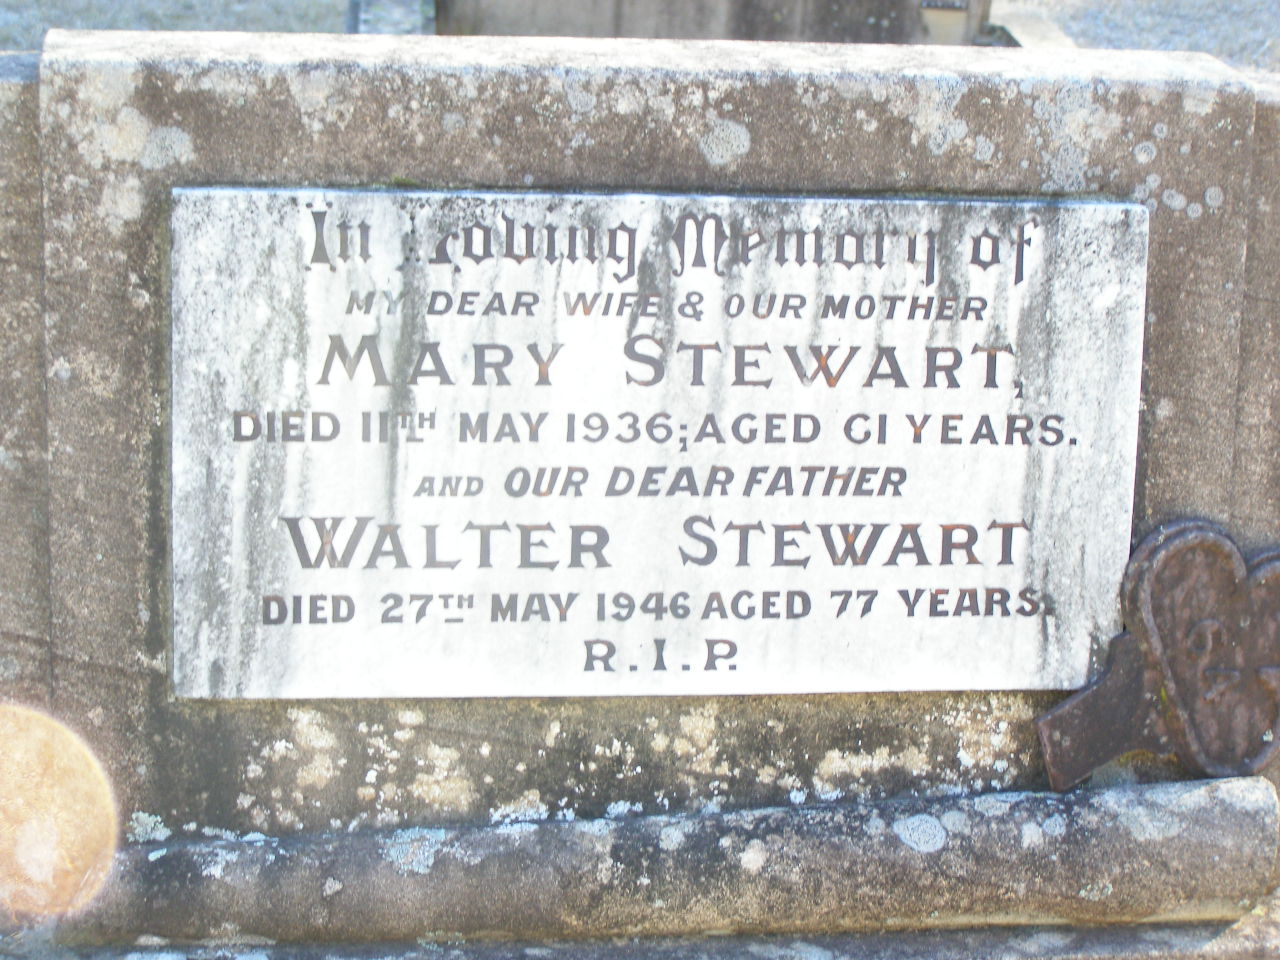 In Loving Memory of
MY DEAR WIFE & OUR MOTHER
MARY STEWART,
DIED 11TH MAY 1936; AGED 61 YEARS.
AND OUR DEAR FATHER
WALTER STEWART
DIED 27TH MAY 1946 AGED 77 YEARS
R.I.P.